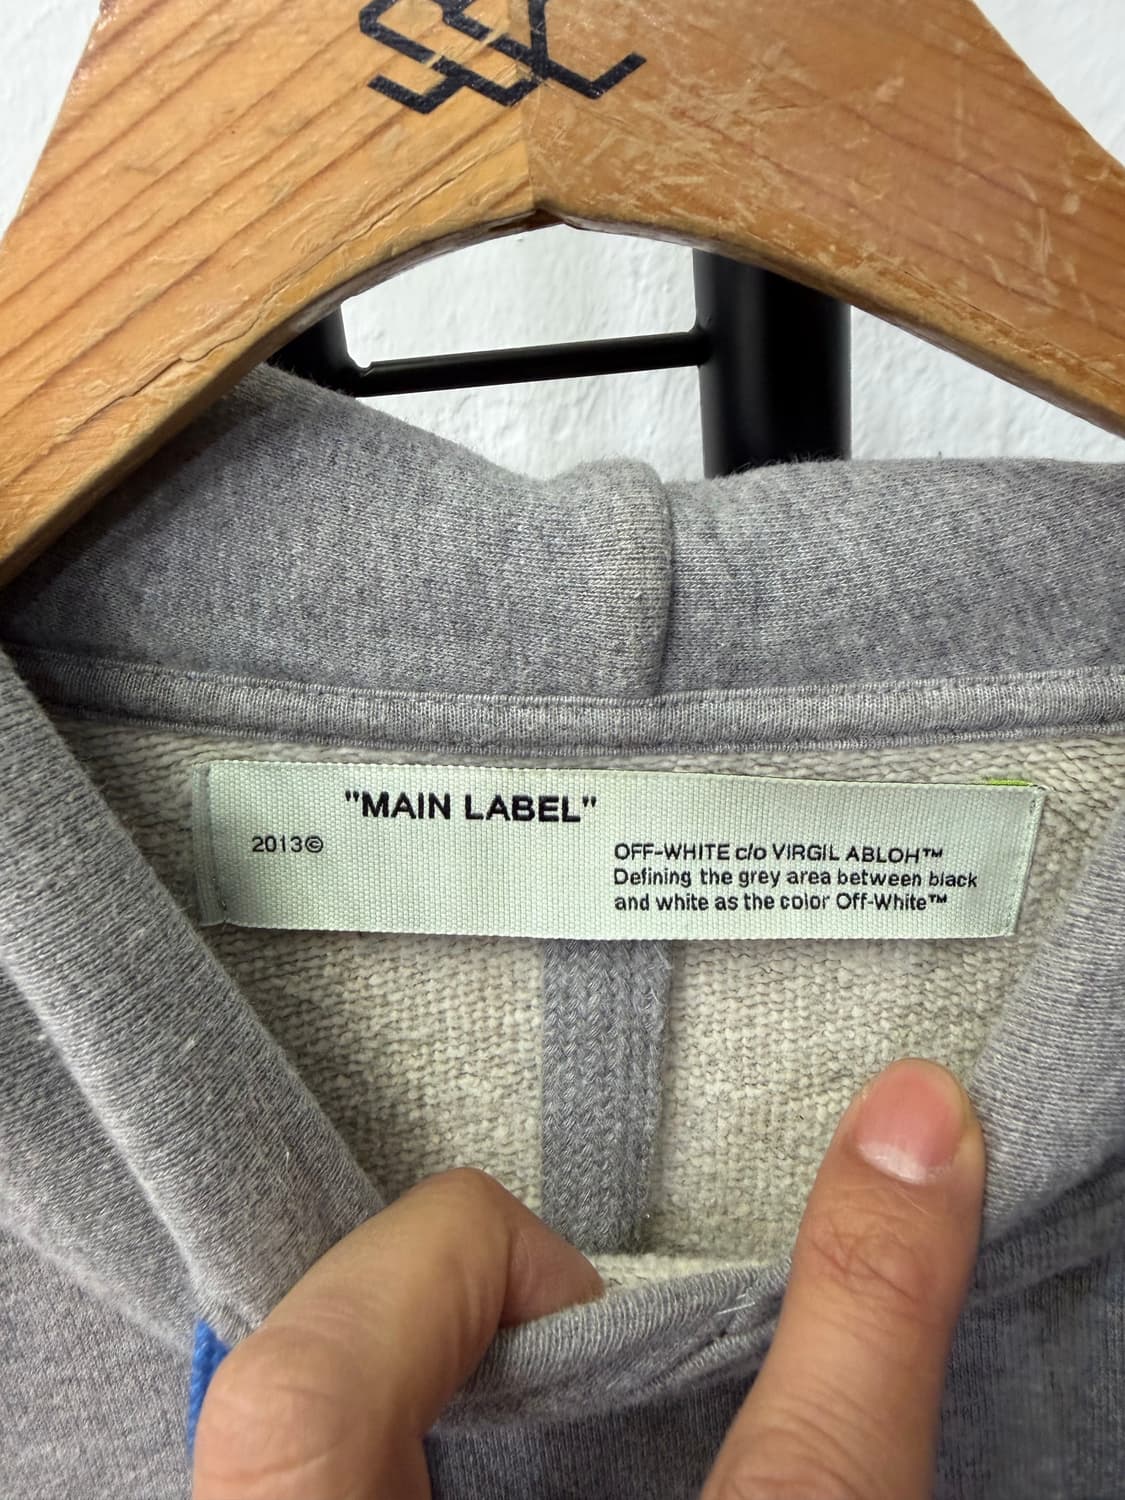 "MAIN LABEL"
2013©
OFF-WHITE c/o VIRGIL ABLOH™
Defining the grey area between black
and white as the color Off-White™